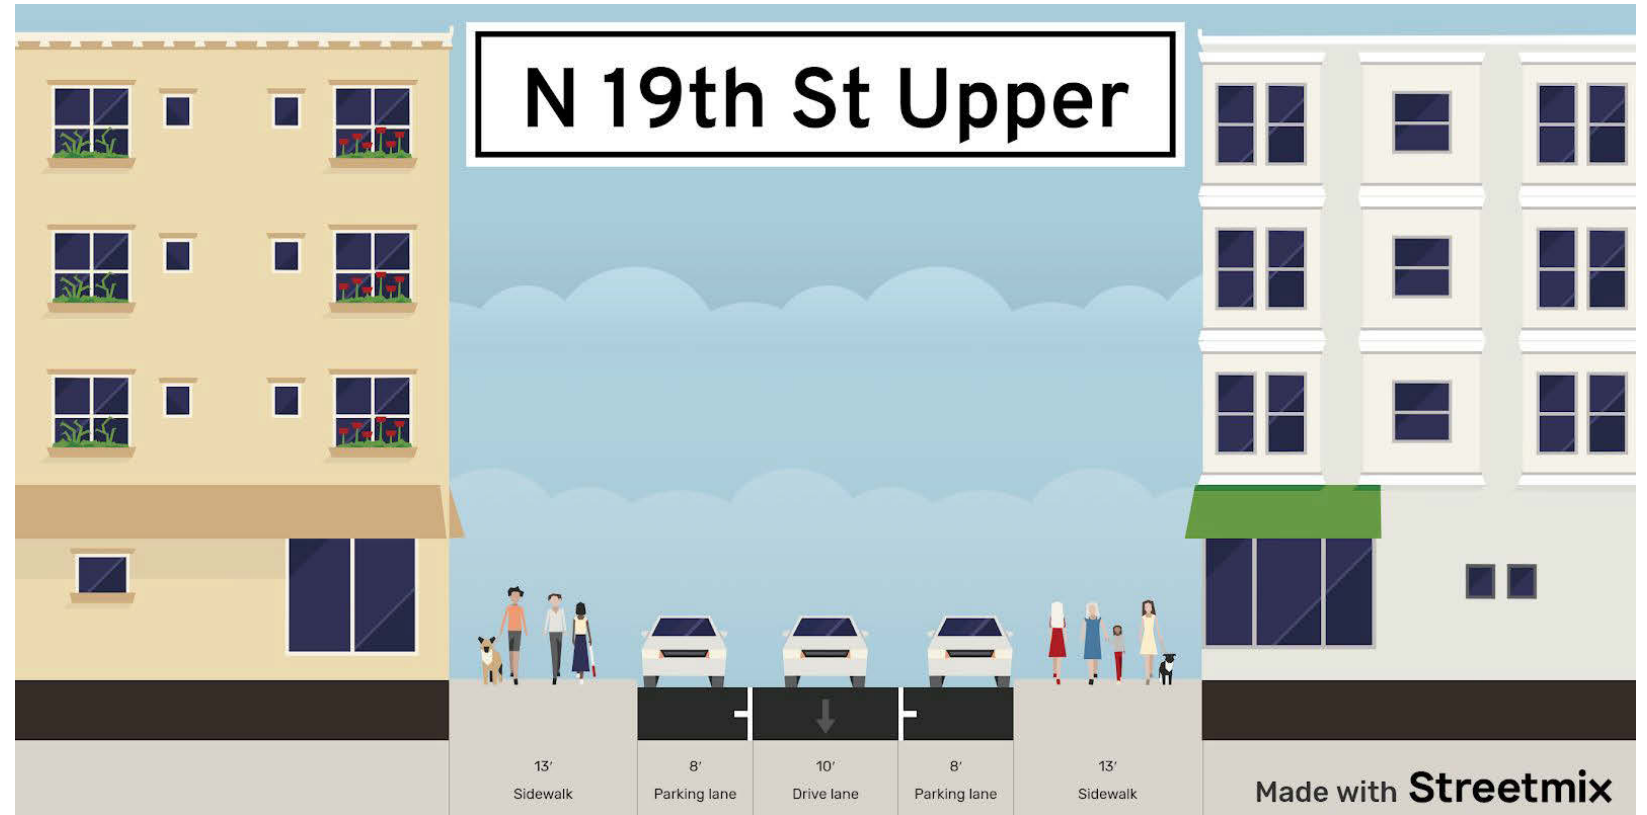 N 19th St Upper
13′ 8′ 10′ 8′ 13′
Sidewalk Parking lane Drive lane Parking lane Sidewalk
Made with Streetmix